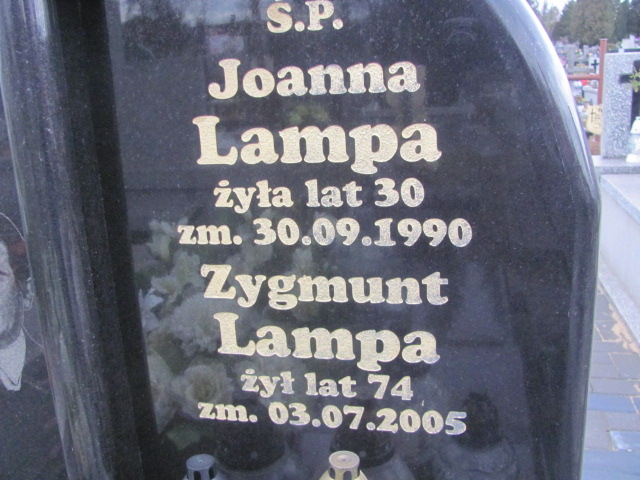 Ś.P.
Joanna
Lampa
żyła lat 30
zm. 30.09.1990
Zygmunt
Lampa
żył lat 74
zm. 03.07.2005